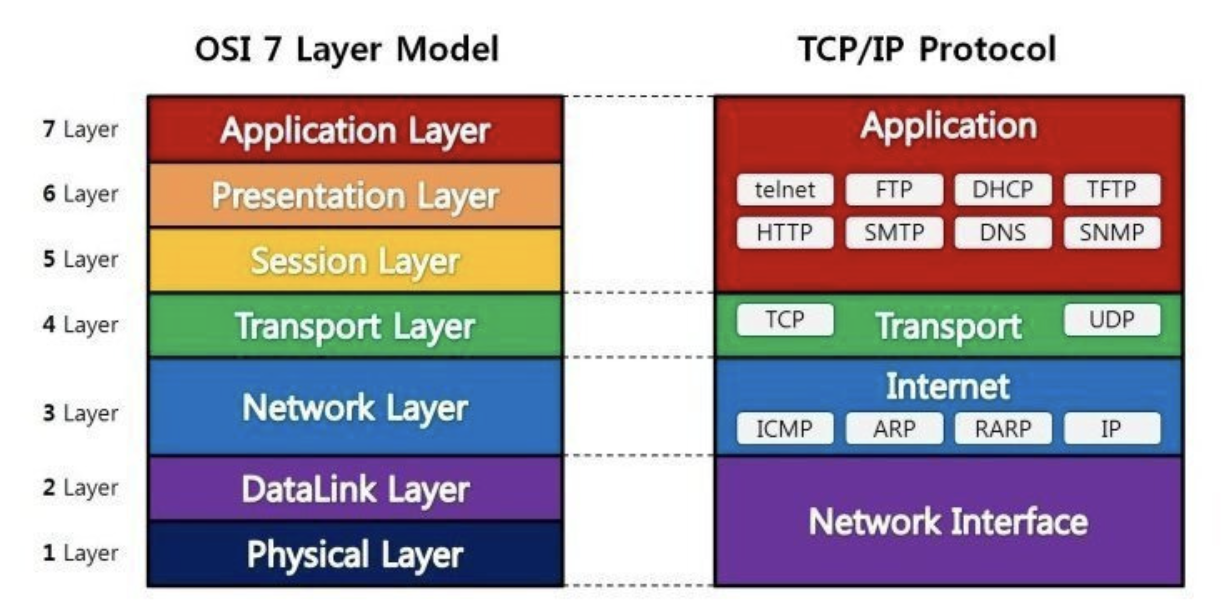 OSI 7 Layer Model
TCP/IP Protocol
7 Layer
Application Layer
6 Layer
Presentation Layer
5 Layer
Session Layer
4 Layer
Transport Layer
3 Layer
Network Layer
2 Layer
DataLink Layer
1 Layer
Physical Layer
Application
telnet FTP DHCP TFTP
HTTP SMTP DNS SNMP
TCP Transport UDP
Internet
ICMP ARP RARP IP
Network Interface